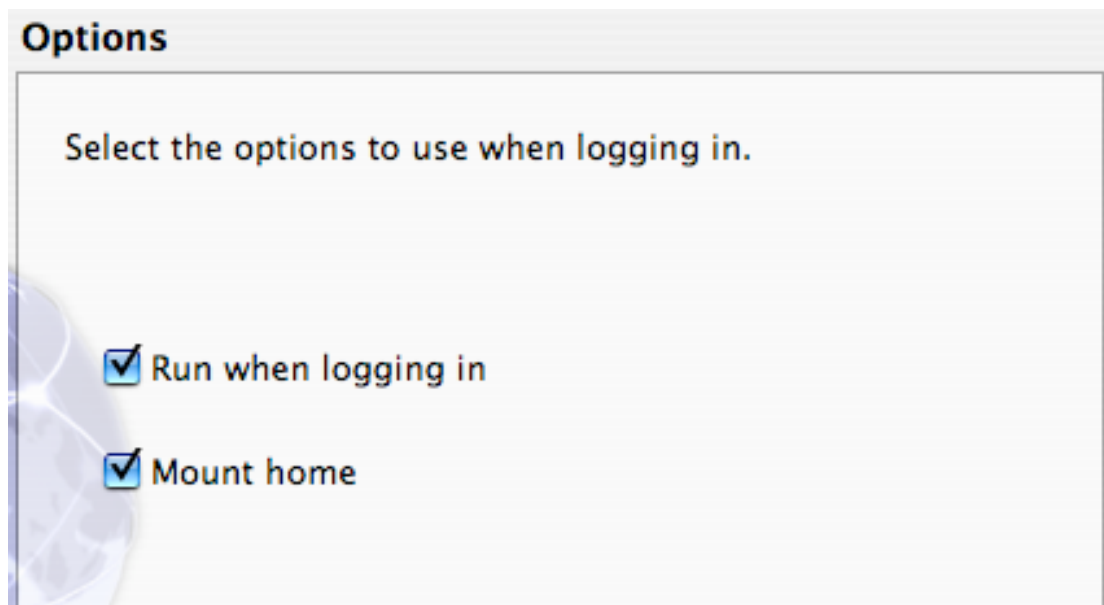 Options
Select the options to use when logging in.
Run when logging in
Mount home